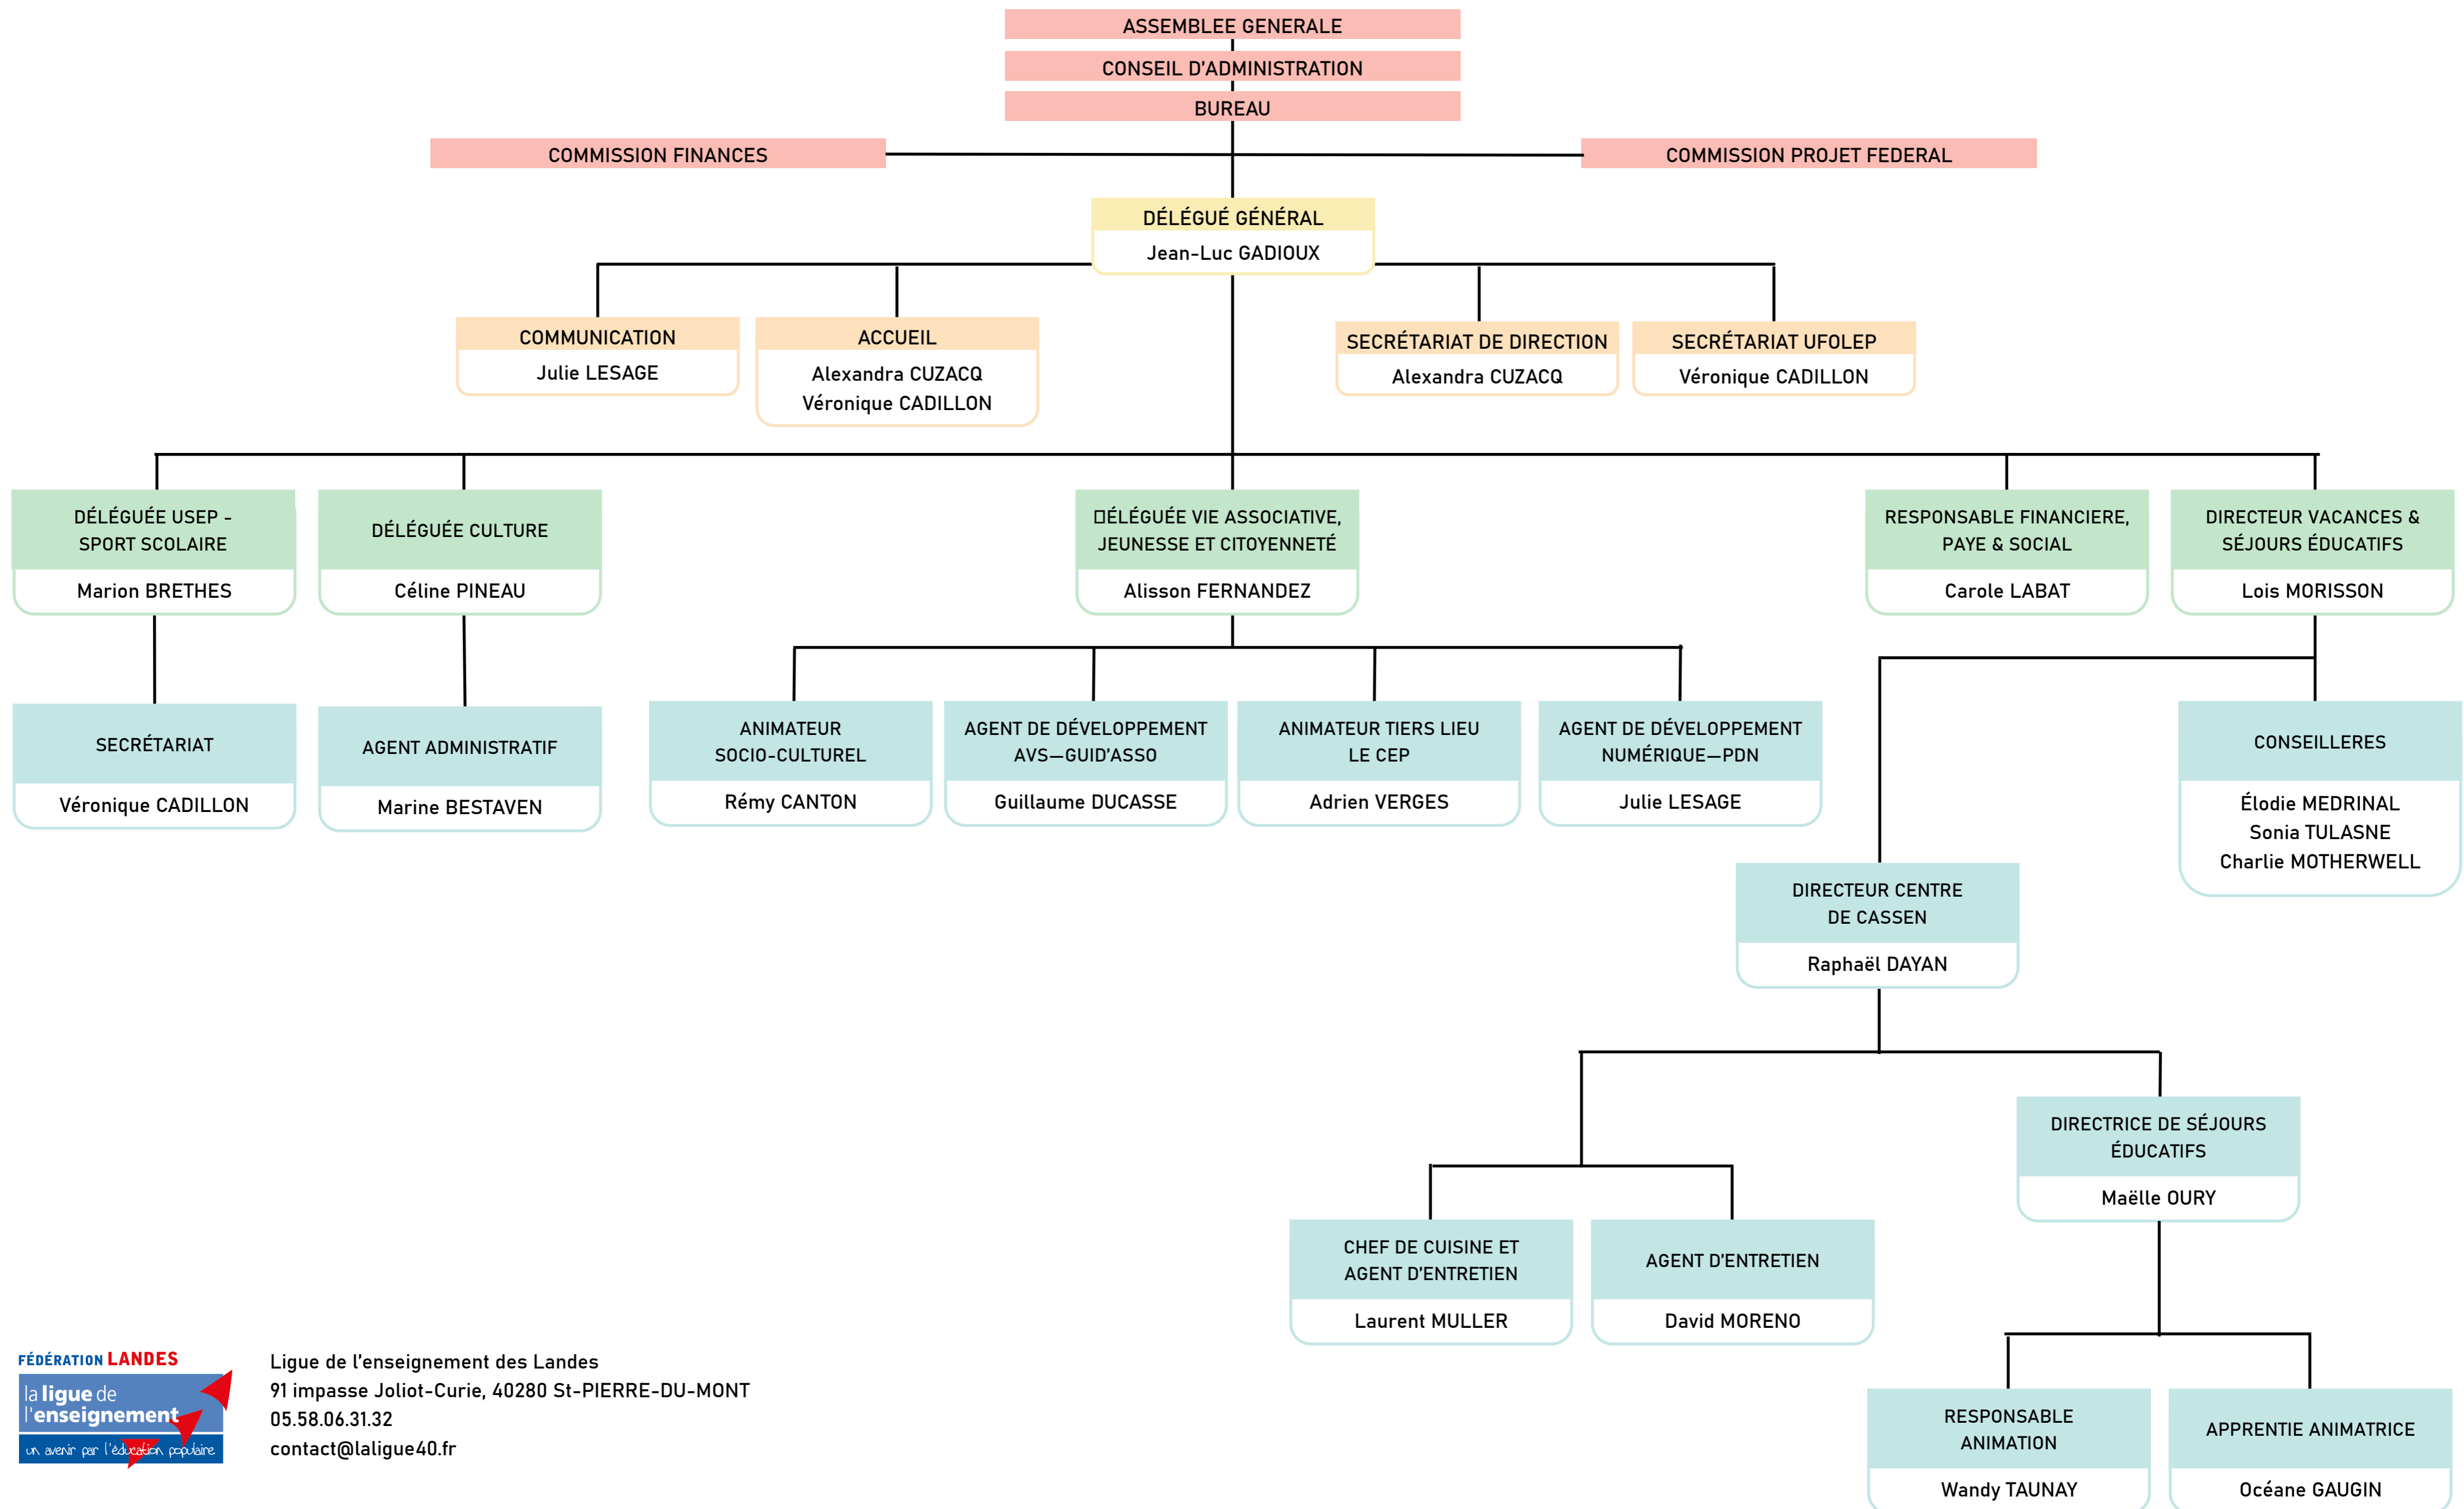 ASSEMBLEE GENERALE
CONSEIL D’ADMINISTRATION
BUREAU
COMMISSION FINANCES
COMMISSION PROJET FEDERAL
DÉLÉGUÉ GÉNÉRAL
Jean-Luc GADIOUX
COMMUNICATION
Julie LESAGE
ACCUEIL
Alexandra CUZACQ
Véronique CADILLON
SECRÉTARIAT DE DIRECTION
Alexandra CUZACQ
SECRÉTARIAT UFOLEP
Véronique CADILLON
DÉLÉGUÉE USEP -
SPORT SCOLAIRE
Marion BRETHES
DÉLÉGUÉE CULTURE
Céline PINEAU
▯ÉLÉGUÉE VIE ASSOCIATIVE,
JEUNESSE ET CITOYENNETÉ
Alisson FERNANDEZ
RESPONSABLE FINANCIERE,
PAYE & SOCIAL
Carole LABAT
DIRECTEUR VACANCES &
SÉJOURS ÉDUCATIFS
Lois MORISSON
SECRÉTARIAT
Véronique CADILLON
AGENT ADMINISTRATIF
Marine BESTAVEN
ANIMATEUR
SOCIO-CULTUREL
Rémy CANTON
AGENT DE DÉVELOPPEMENT
AVS—GUID’ASSO
Guillaume DUCASSE
ANIMATEUR TIERS LIEU
LE CEP
Adrien VERGES
AGENT DE DÉVELOPPEMENT
NUMÉRIQUE—PDN
Julie LESAGE
CONSEILLERES
Élodie MEDRINAL
Sonia TULASNE
Charlie MOTHERWELL
DIRECTEUR CENTRE
DE CASSEN
Raphaël DAYAN
DIRECTRICE DE SÉJOURS
ÉDUCATIFS
Maëlle OURY
CHEF DE CUISINE ET
AGENT D’ENTRETIEN
Laurent MULLER
AGENT D’ENTRETIEN
David MORENO
RESPONSABLE
ANIMATION
Wandy TAUNAY
APPRENTIE ANIMATRICE
Océane GAUGIN
FÉDÉRATION LANDES
la ligue de
l'enseignement
un avenir par l'éducation populaire
Ligue de l’enseignement des Landes
91 impasse Joliot-Curie, 40280 St-PIERRE-DU-MONT
05.58.06.31.32
contact@laligue40.fr